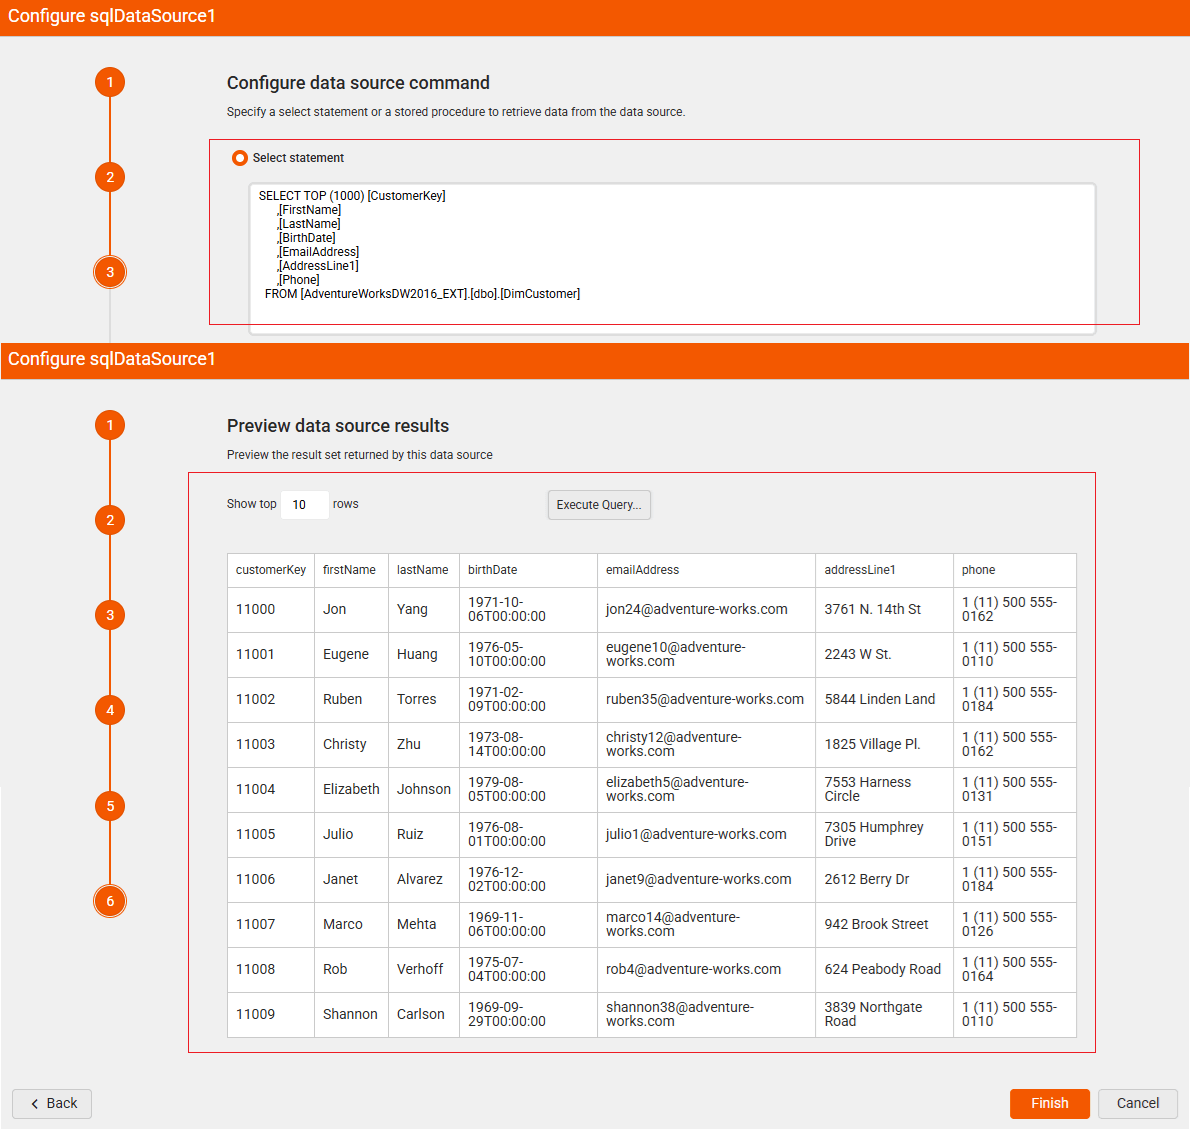 Configure sqlDataSource1
1
Configure data source command
Specify a select statement or a stored procedure to retrieve data from the data source.
Select statement
2
SELECT TOP (1000) [CustomerKey]
,[FirstName]
,[LastName]
,[BirthDate]
,[EmailAddress]
,[AddressLine1]
,[Phone]
FROM [AdventureWorksDW2016_EXT].[dbo].[DimCustomer]
3
Configure sqlDataSource1
1
Preview data source results
Preview the result set returned by this data source
Show top 10 rows Execute Query...
2
customerKey firstName lastName birthDate emailAddress addressLine1 phone
11000 Jon Yang 1971-10- jon24@adventure-works.com 3761 N. 14th St 1 (11) 500 555-
06T00:00:00 0162
3
11001 Eugene Huang 1976-05- eugene10@adventure- 2243 W St. 1 (11) 500 555-
10T00:00:00 works.com 0110
11002 Ruben Torres 1971-02- ruben35@adventure-works.com 5844 Linden Land 1 (11) 500 555-
09T00:00:00 0184
4
11003 Christy Zhu 1973-08- christy12@adventure- 1825 Village Pl. 1 (11) 500 555-
14T00:00:00 works.com 0162
11004 Elizabeth Johnson 1979-08- elizabeth5@adventure- 7553 Harness 1 (11) 500 555-
05T00:00:00 works.com Circle 0131
5
11005 Julio Ruiz 1976-08- julio1@adventure-works.com 7305 Humphrey 1 (11) 500 555-
01T00:00:00 Drive 0151
11006 Janet Alvarez 1976-12- janet9@adventure-works.com 2612 Berry Dr 1 (11) 500 555-
02T00:00:00 0184
6
11007 Marco Mehta 1969-11- marco14@adventure- 942 Brook Street 1 (11) 500 555-
06T00:00:00 works.com 0126
11008 Rob Verhoff 1975-07- rob4@adventure-works.com 624 Peabody Road 1 (11) 500 555-
04T00:00:00 0164
11009 Shannon Carlson 1969-09- shannon38@adventure- 3839 Northgate 1 (11) 500 555-
29T00:00:00 works.com Road 0110
Back Finish Cancel